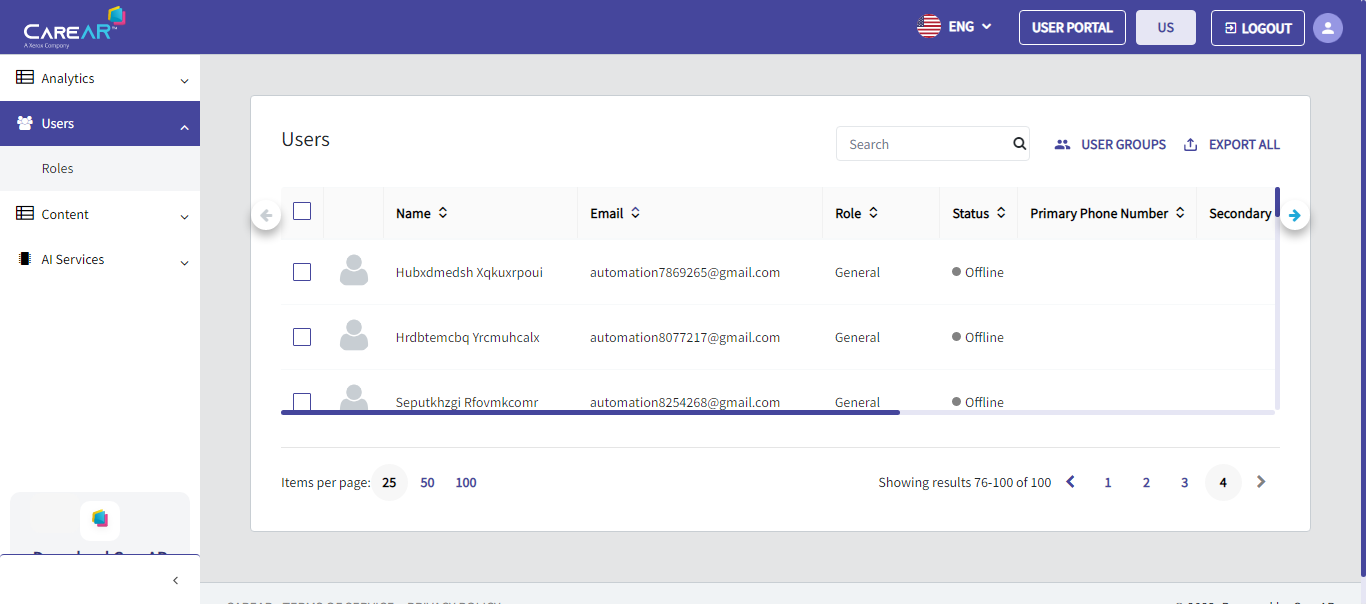 CAREAR™
A Xerox Company
ENG
USER PORTAL
US
LOGOUT
Analytics
Users
Roles
Content
AI Services
Users
Search
USER GROUPS
EXPORT ALL
Name Email Role Status Primary Phone Number Secondary
Hubxdmedsh Xqkuxrpoui automation7869265@gmail.com General Offline
Hrdbtemcbq Yrcmuhcalx automation8077217@gmail.com General Offline
Seputkhzgi Rfovmkcomr automation8254268@gmail.com General Offline
Items per page: 25 50 100
Showing results 76-100 of 100 1 2 3 4